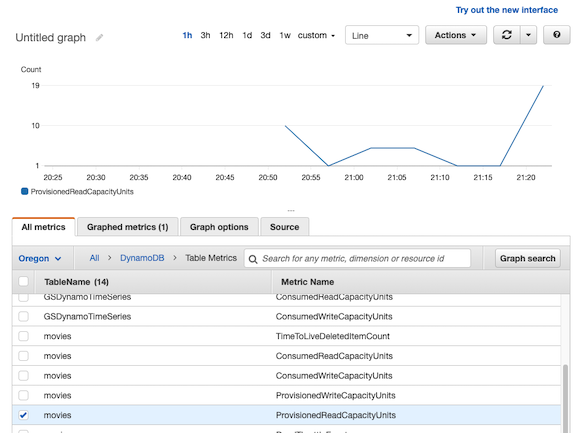 Try out the new interface
Untitled graph
1h 3h 12h 1d 3d 1w custom
Line
Actions
Count
19
10
1
20:25 20:30 20:35 20:40 20:45 20:50 20:55 21:00 21:05 21:10 21:15 21:20
ProvisionedReadCapacityUnits
All metrics Graphed metrics (1) Graph options Source
Oregon All > DynamoDB > Table Metrics Search for any metric, dimension or resource id Graph search
TableName (14) Metric Name
GSDynamoTimeSeries ConsumedReadCapacityUnits
GSDynamoTimeSeries ConsumedWriteCapacityUnits
movies TimeToLiveDeletedItemCount
movies ConsumedReadCapacityUnits
movies ConsumedWriteCapacityUnits
movies ProvisionedWriteCapacityUnits
movies ProvisionedReadCapacityUnits